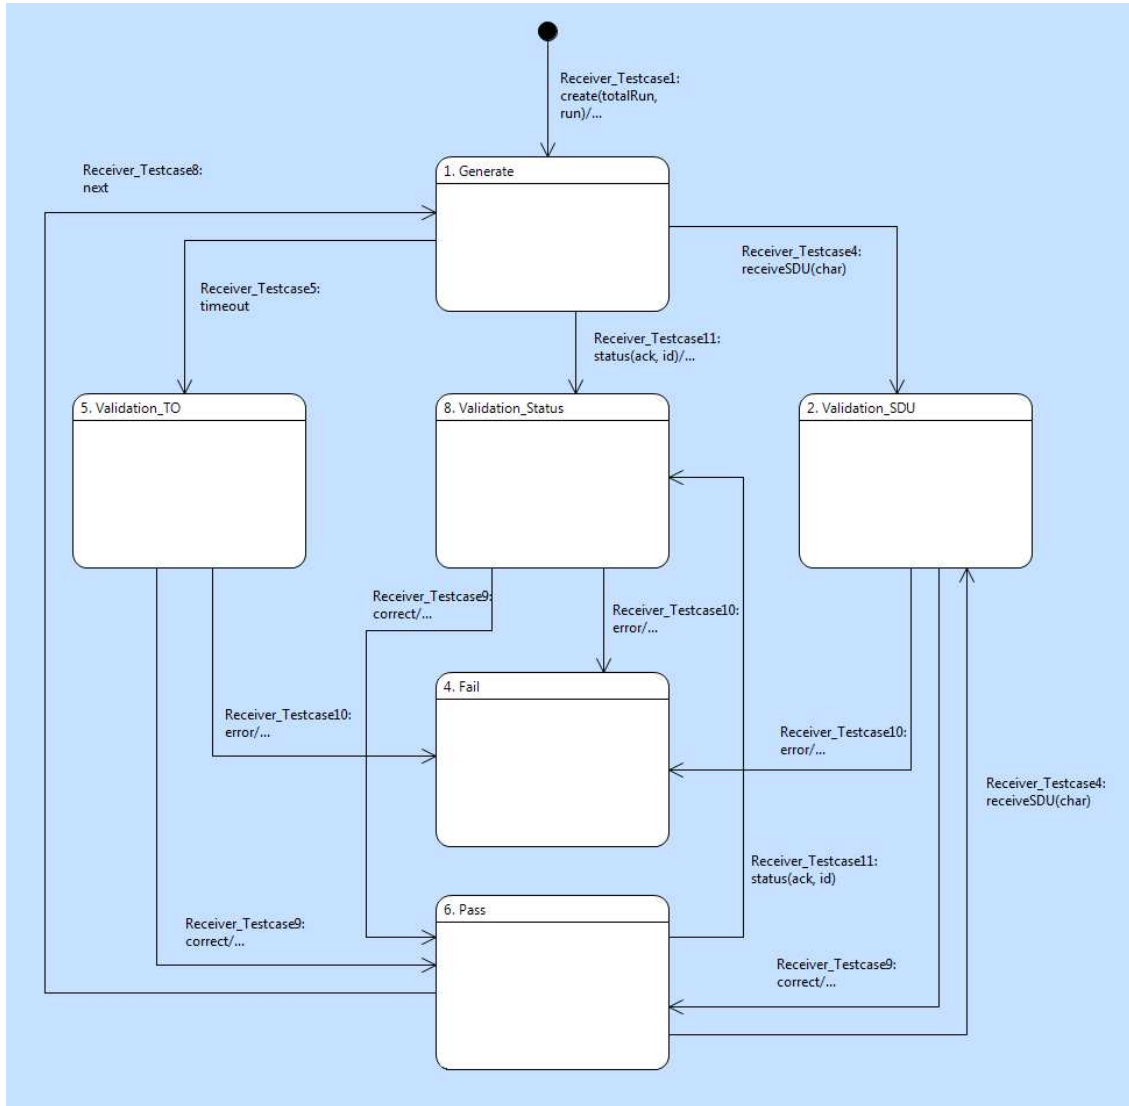 Receiver_Testcase1:
create(totalRun,
run)/...
Receiver_Testcase8:
next
1. Generate
Receiver_Testcase4:
receiveSDU(char)
Receiver_Testcase5:
timeout
Receiver_Testcase11:
status(ack, id)/...
5. Validation_TO
8. Validation_Status
2. Validation_SDU
Receiver_Testcase9:
correct/...
Receiver_Testcase10:
error/...
4. Fail
Receiver_Testcase10:
error/...
Receiver_Testcase10:
error/...
Receiver_Testcase4:
receiveSDU(char)
Receiver_Testcase11:
status(ack, id)
6. Pass
Receiver_Testcase9:
correct/...
Receiver_Testcase9:
correct/...